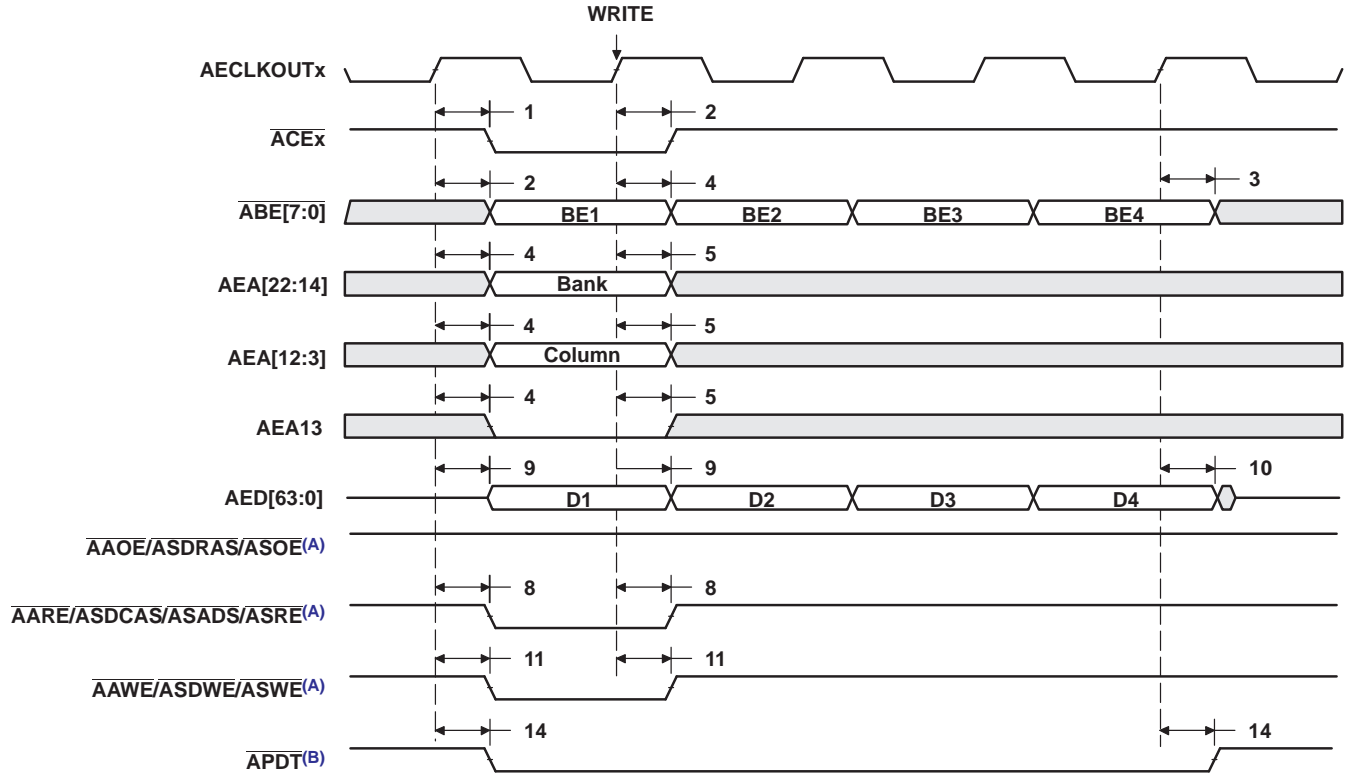 WRITE
AECLKOUTx
1 2
ACEx
2 4 3
ABE[7:0] BE1 BE2 BE3 BE4
4 5
AEA[22:14] Bank
4 5
AEA[12:3] Column
4 5
AEA13
9 9 10
AED[63:0] D1 D2 D3 D4
AAOE/ASDRAS/ASOE(A)
8 8
AARE/ASDCAS/ASADS/ASRE(A)
11 11
AAWE/ASDWE/ASWE(A)
14 14
APDT(B)